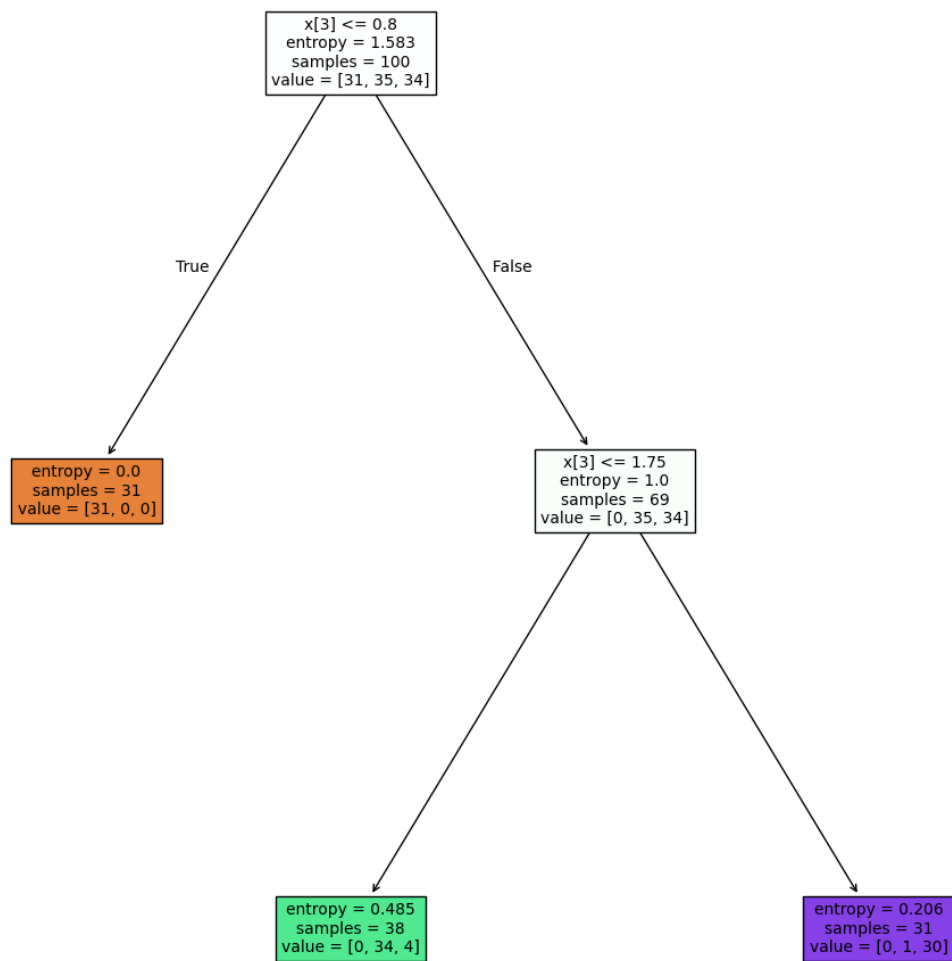 x[3] <= 0.8
entropy = 1.583
samples = 100
value = [31, 35, 34]
True
False
entropy = 0.0
samples = 31
value = [31, 0, 0]
x[3] <= 1.75
entropy = 1.0
samples = 69
value = [0, 35, 34]
entropy = 0.485
samples = 38
value = [0, 34, 4]
entropy = 0.206
samples = 31
value = [0, 1, 30]